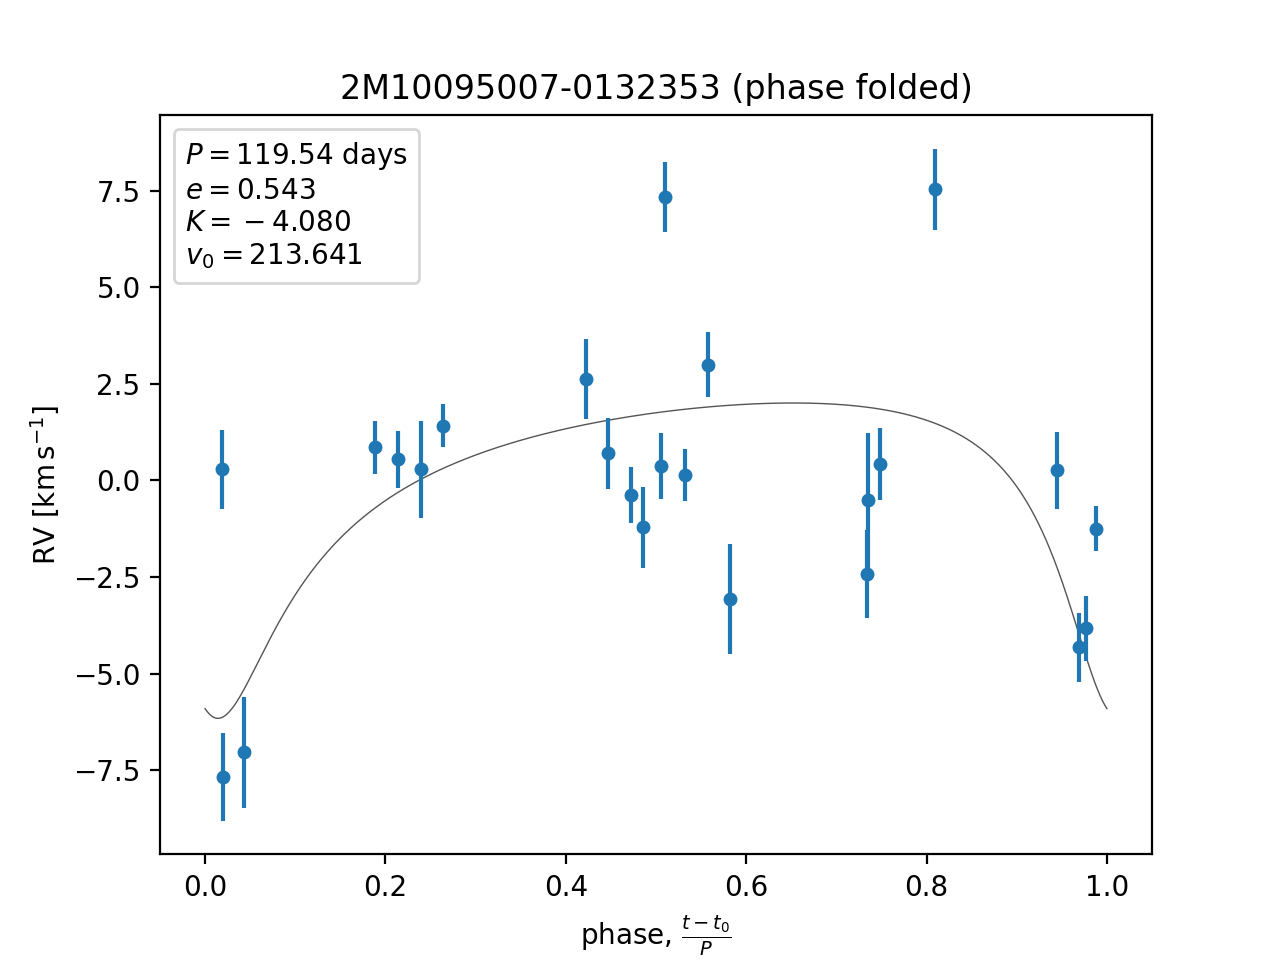 2M10095007-0132353 (phase folded)
P = 119.54 days
e = 0.543
K = −4.080
v₀ = 213.641
7.5
5.0
2.5
0.0
−2.5
−5.0
−7.5
RV [km s⁻¹]
0.0 0.2 0.4 0.6 0.8 1.0
phase, (t − t₀)/P